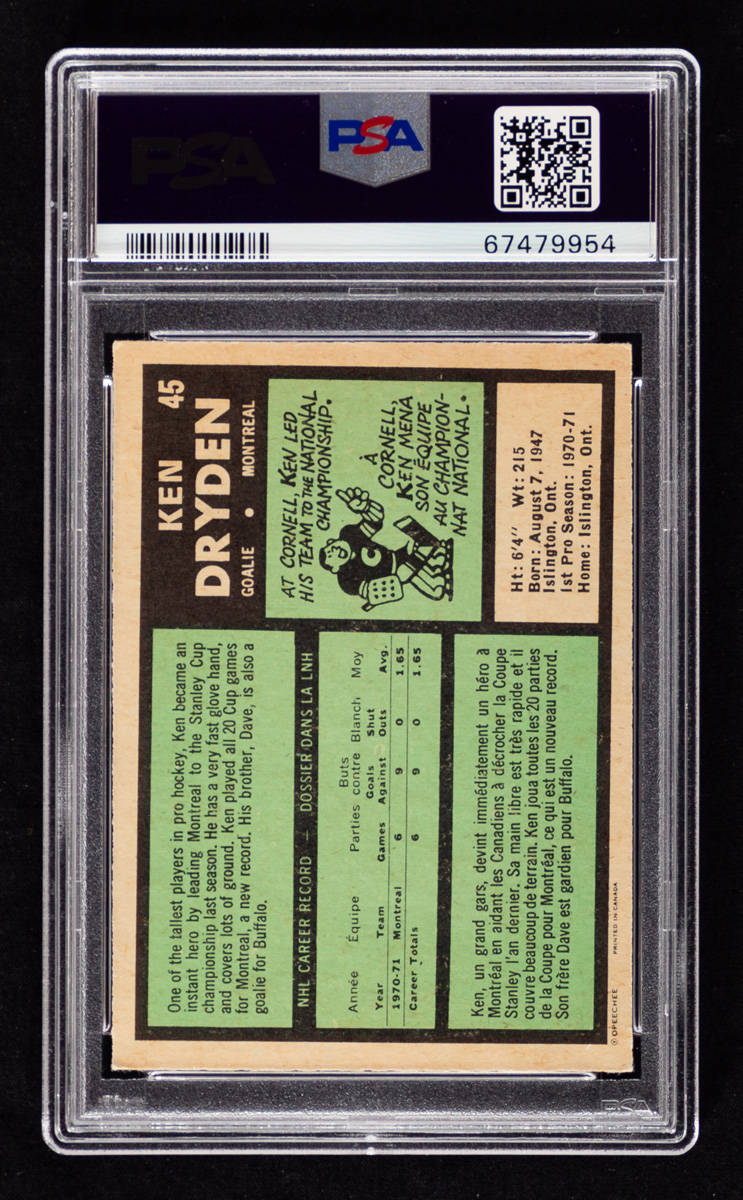 PSA
PSA
67479954
KEN 45
DRYDEN
GOALIE • MONTREAL
AT CORNELL, KEN LED
HIS TEAM TO THE NATIONAL
CHAMPIONSHIP.
C
À
CORNELL,
KEN MENA
SON ÉQUIPE
AU CHAMPION-
NAT NATIONAL.
Ht: 6'4" Wt: 215
Born: August 7, 1947
Islington, Ont.
1st Pro Season: 1970-71
Home: Islington, Ont.
One of the tallest players in pro hockey, Ken became an
instant hero by leading Montreal to the Stanley Cup
championship last season. He has a very fast glove hand,
and covers lots of ground. Ken played all 20 Cup games
for Montreal, a new record. His brother, Dave, is also a
goalie for Buffalo.
NHL CAREER RECORD — DOSSIER DANS LA LNH
Année Équipe Parties Buts contre Blanch Moy
Year Team Games Goals Against Shut Outs Avg.
1970-71 Montreal 6 9 0 1.65
Career Totals 6 9 0 1.65
Ken, un grand gars, devint immédiatement un héro à
Montréal en aidant les Canadiens à décrocher la Coupe
Stanley l'an dernier. Sa main libre est très rapide et il
couvre beaucoup de terrain. Ken joua toutes les 20 parties
de la Coupe pour Montréal, ce qui est un nouveau record.
Son frère Dave est gardien pour Buffalo.
© OPEECHEE PRINTED IN CANADA
PSA